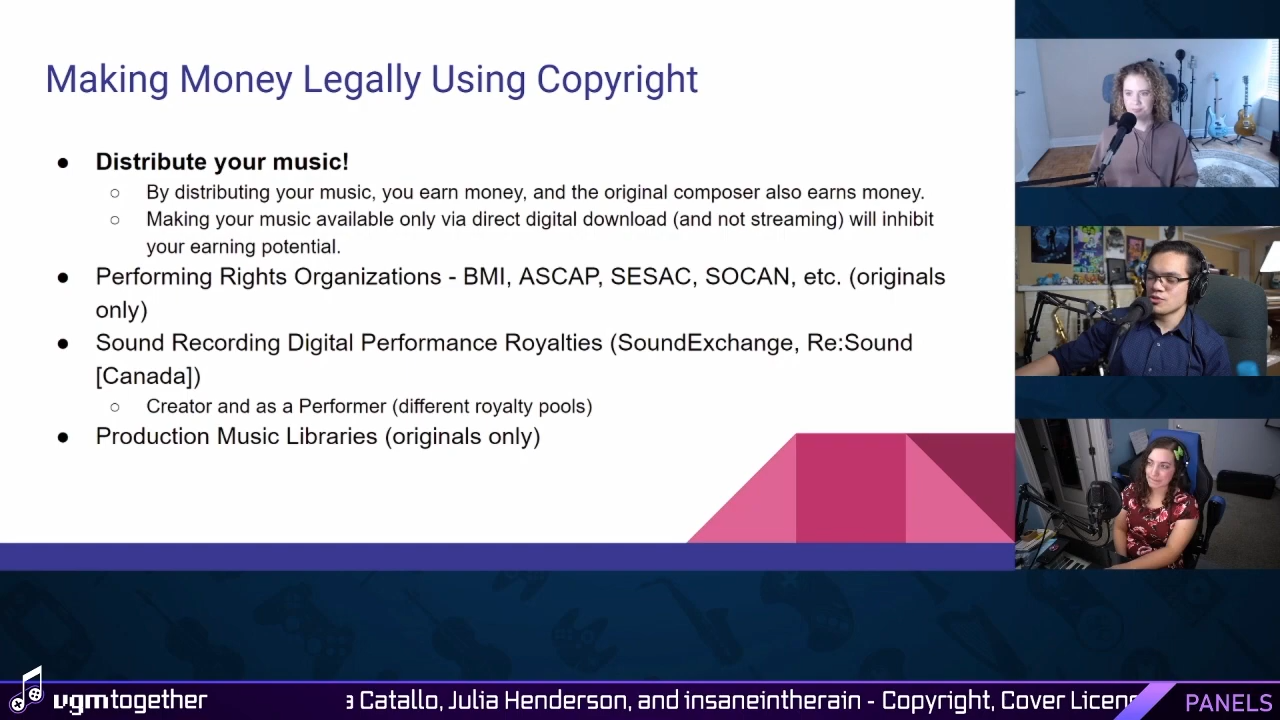 Making Money Legally Using Copyright
● Distribute your music!
○ By distributing your music, you earn money, and the original composer also earns money.
○ Making your music available only via direct digital download (and not streaming) will inhibit
your earning potential.
● Performing Rights Organizations - BMI, ASCAP, SESAC, SOCAN, etc. (originals
only)
● Sound Recording Digital Performance Royalties (SoundExchange, Re:Sound
[Canada])
○ Creator and as a Performer (different royalty pools)
● Production Music Libraries (originals only)
vgmtogether
Catallo, Julia Henderson, and insaneintherain - Copyright, Cover Licen
PANELS